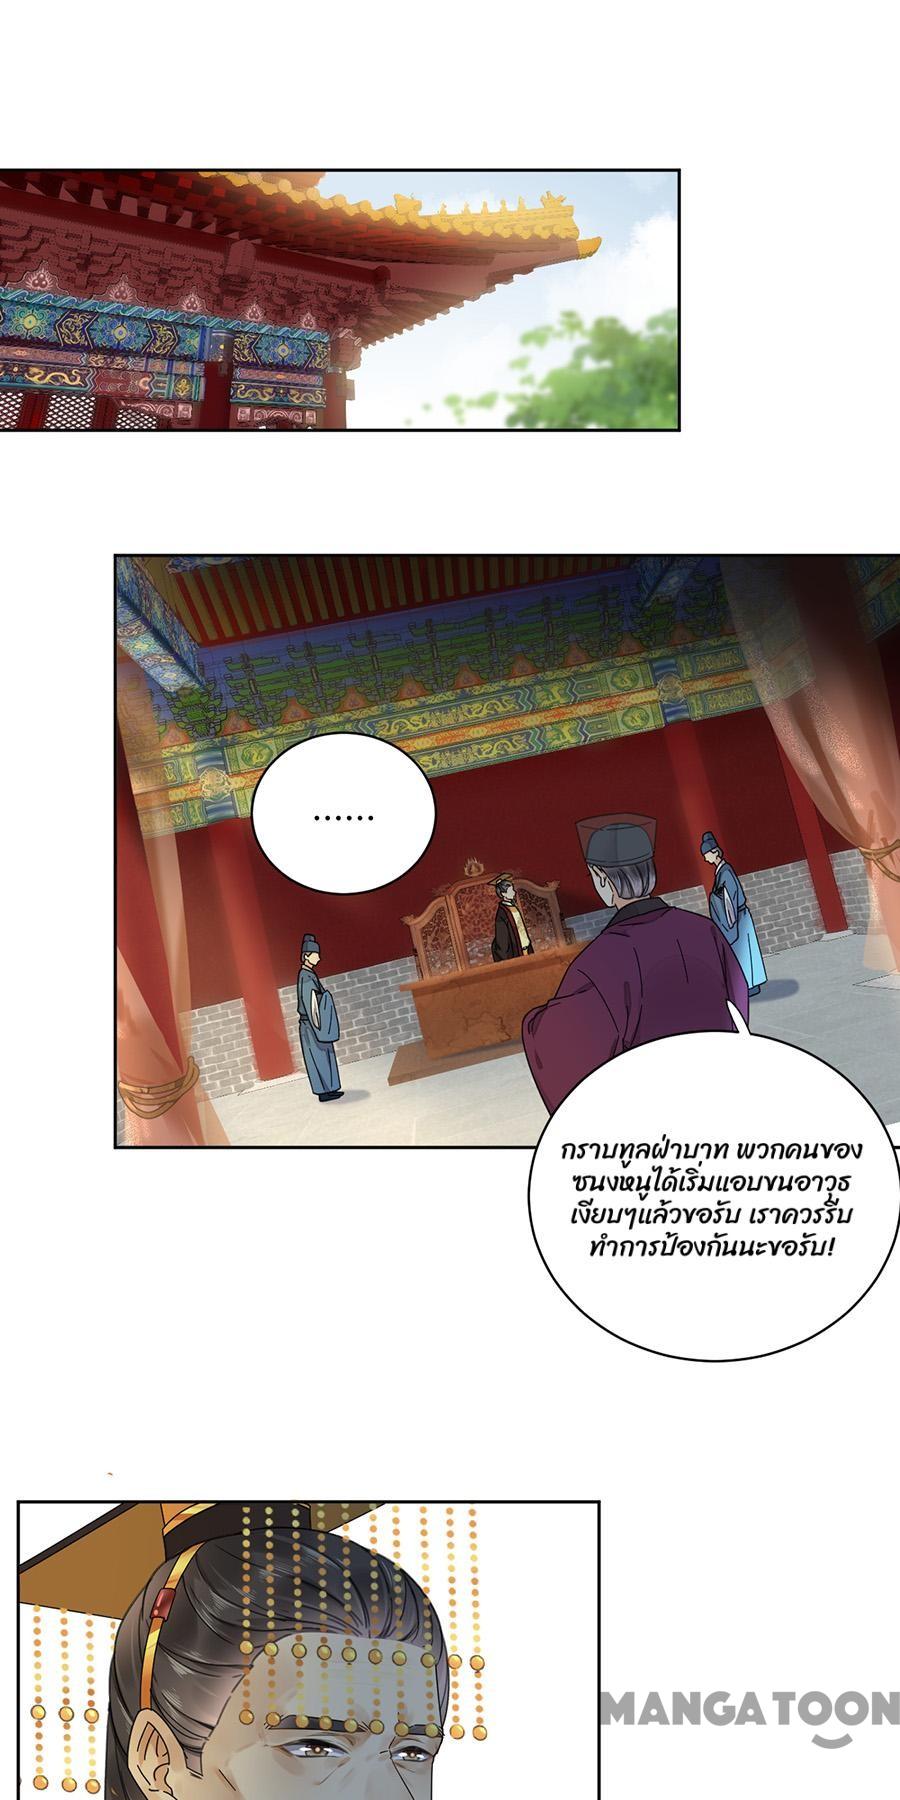 ......
กราบทูลฝ่าบาท พวกคนของ
ซนงหนูได้เริ่มแอบขนอาวุธ
เงียบๆแล้วขอรับ เราควรรีบ
ทำการป้องกันนะขอรับ!
MANGATOON